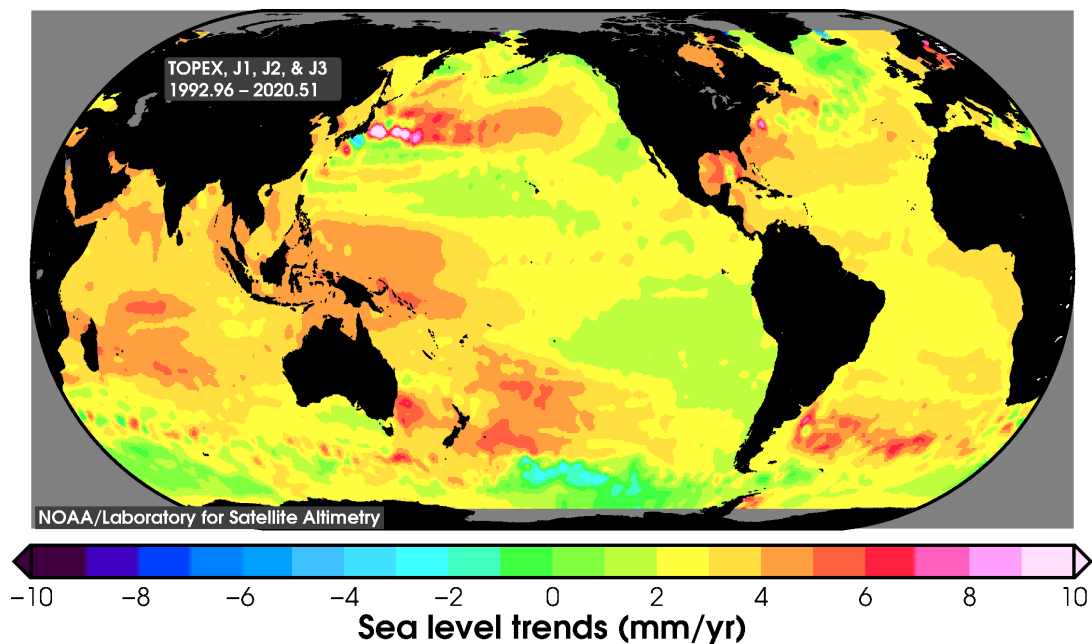 TOPEX, J1, J2, & J3
1992.96 – 2020.51
NOAA/Laboratory for Satellite Altimetry
−10 −8 −6 −4 −2 0 2 4 6 8 10
Sea level trends (mm/yr)